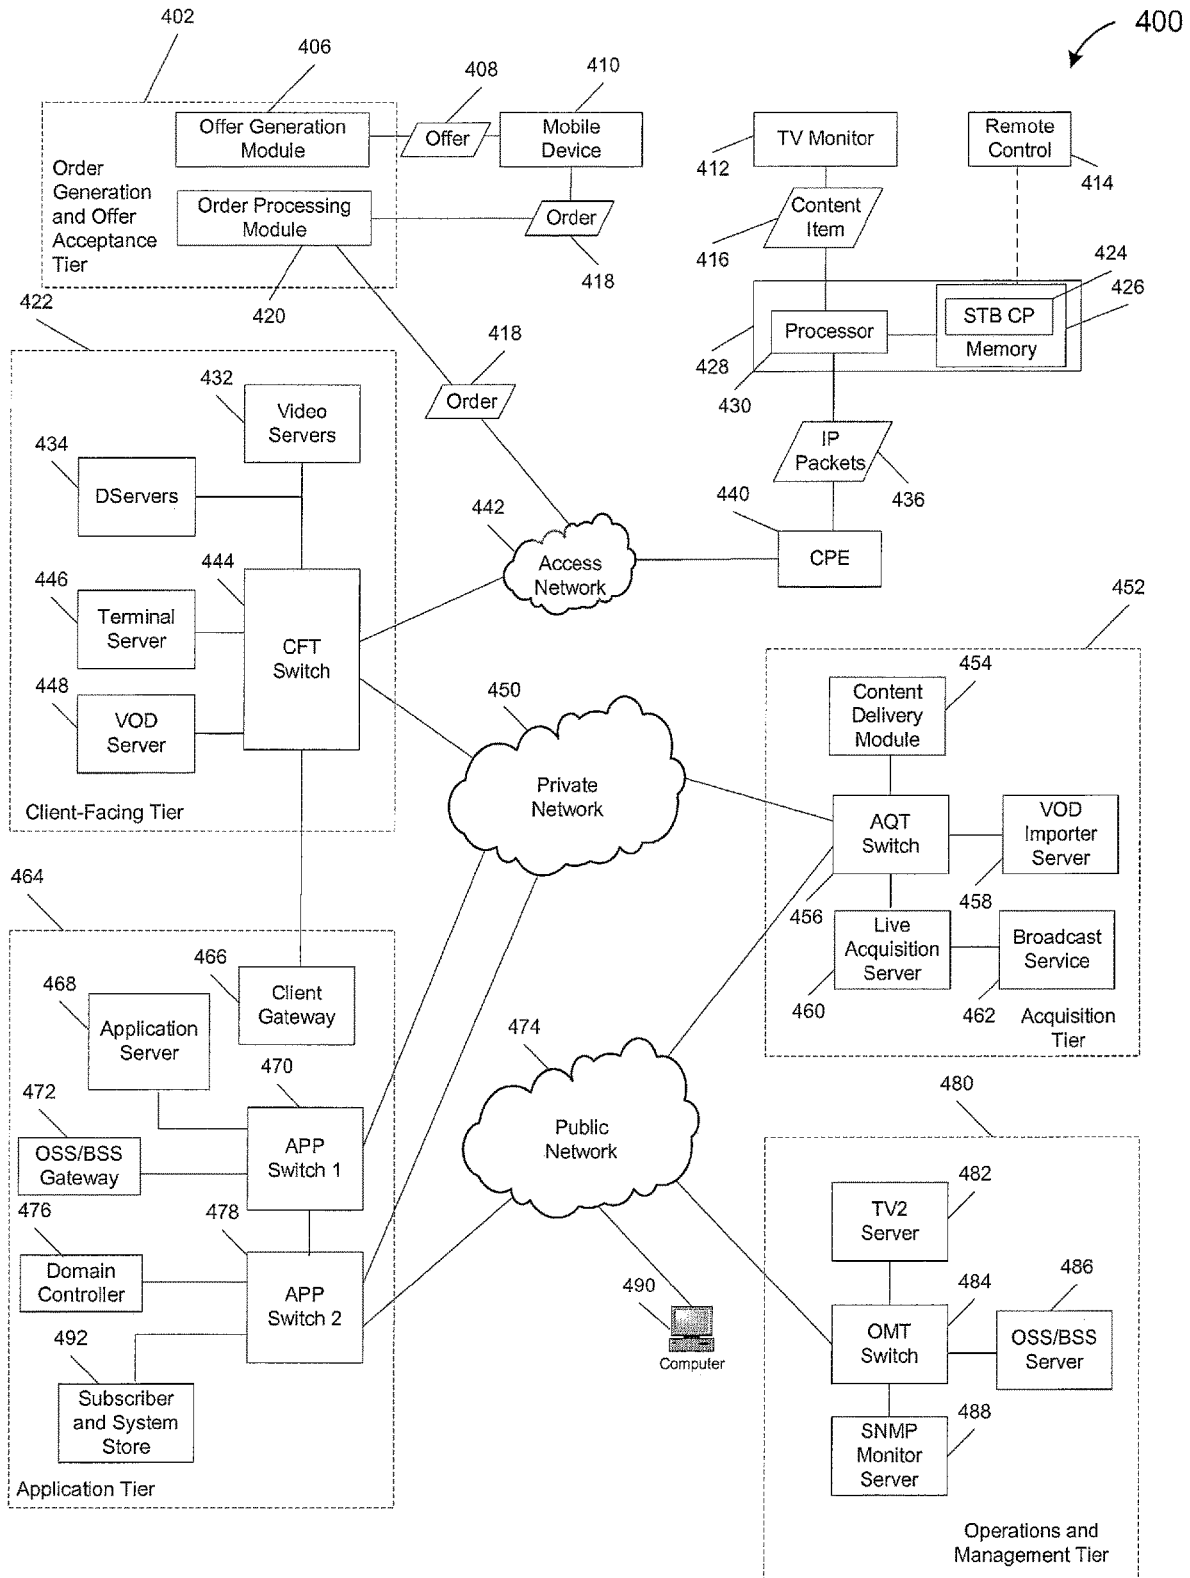 402
400
406
408
410
Offer Generation
Module
Offer
Mobile
Device
TV Monitor
412
Remote
Control
414
Order
Generation
and Offer
Acceptance
Tier
Order Processing
Module
Order
418
Content
Item
416
420
422
424
426
STB CP
Memory
Processor
428
430
418
Order
432
Video
Servers
434
DServers
IP
Packets
436
440
442
CPE
Access
Network
444
446
Terminal
Server
CFT
Switch
448
VOD
Server
Client-Facing Tier
450
Private
Network
452
454
Content
Delivery
Module
AQT
Switch
456
VOD
Importer
Server
458
Live
Acquisition
Server
460
Broadcast
Service
462
Acquisition
Tier
464
466
Client
Gateway
468
Application
Server
470
472
OSS/BSS
Gateway
APP
Switch 1
474
Public
Network
476
478
Domain
Controller
APP
Switch 2
492
Subscriber
and System
Store
Application Tier
490
Computer
480
482
TV2
Server
484
486
OMT
Switch
OSS/BSS
Server
488
SNMP
Monitor
Server
Operations and
Management Tier